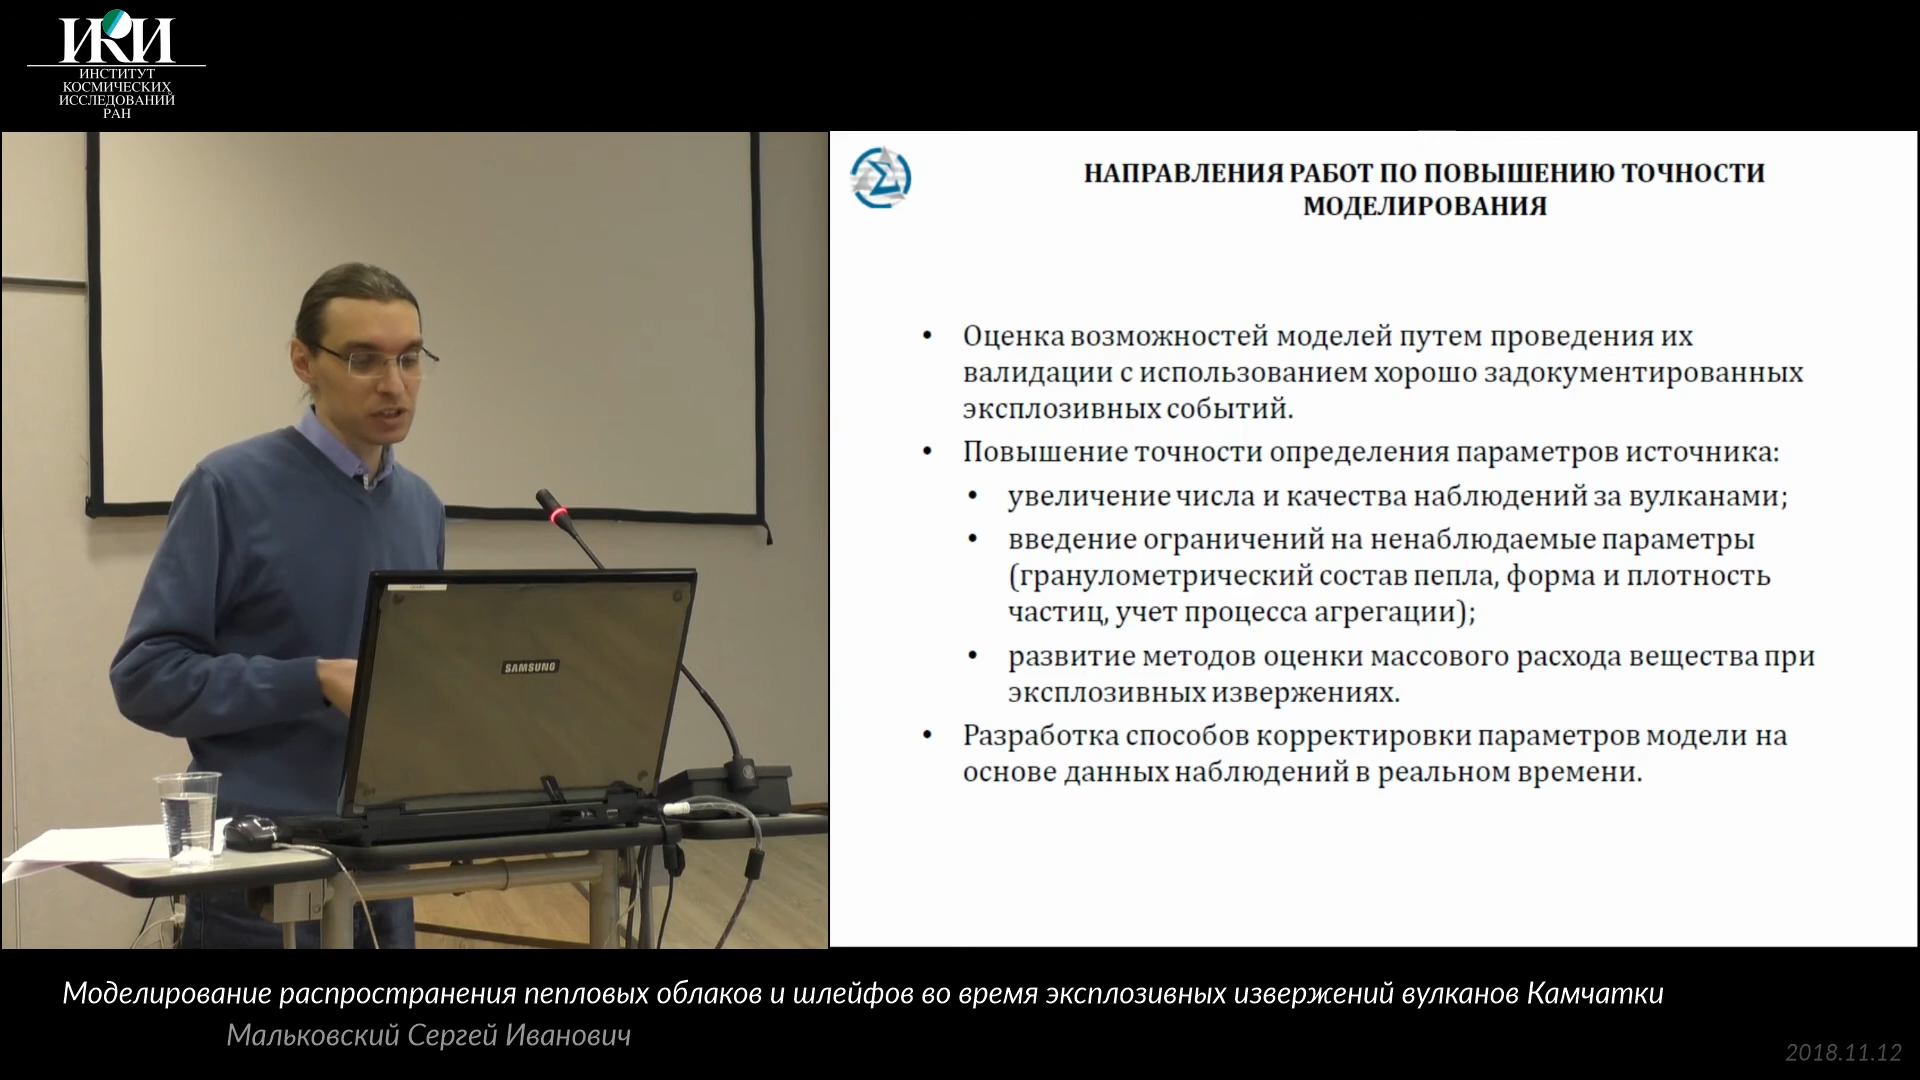 ИКИ
ИНСТИТУТ
КОСМИЧЕСКИХ
ИССЛЕДОВАНИЙ
РАН
НАПРАВЛЕНИЯ РАБОТ ПО ПОВЫШЕНИЮ ТОЧНОСТИ
МОДЕЛИРОВАНИЯ
• Оценка возможностей моделей путем проведения их
валидации с использованием хорошо задокументированных
эксплозивных событий.
• Повышение точности определения параметров источника:
• увеличение числа и качества наблюдений за вулканами;
• введение ограничений на ненаблюдаемые параметры
(гранулометрический состав пепла, форма и плотность
частиц, учет процесса агрегации);
• развитие методов оценки массового расхода вещества при
эксплозивных извержениях.
• Разработка способов корректировки параметров модели на
основе данных наблюдений в реальном времени.
SAMSUNG
Моделирование распространения пепловых облаков и шлейфов во время эксплозивных извержений вулканов Камчатки
Мальковский Сергей Иванович
2018.11.12